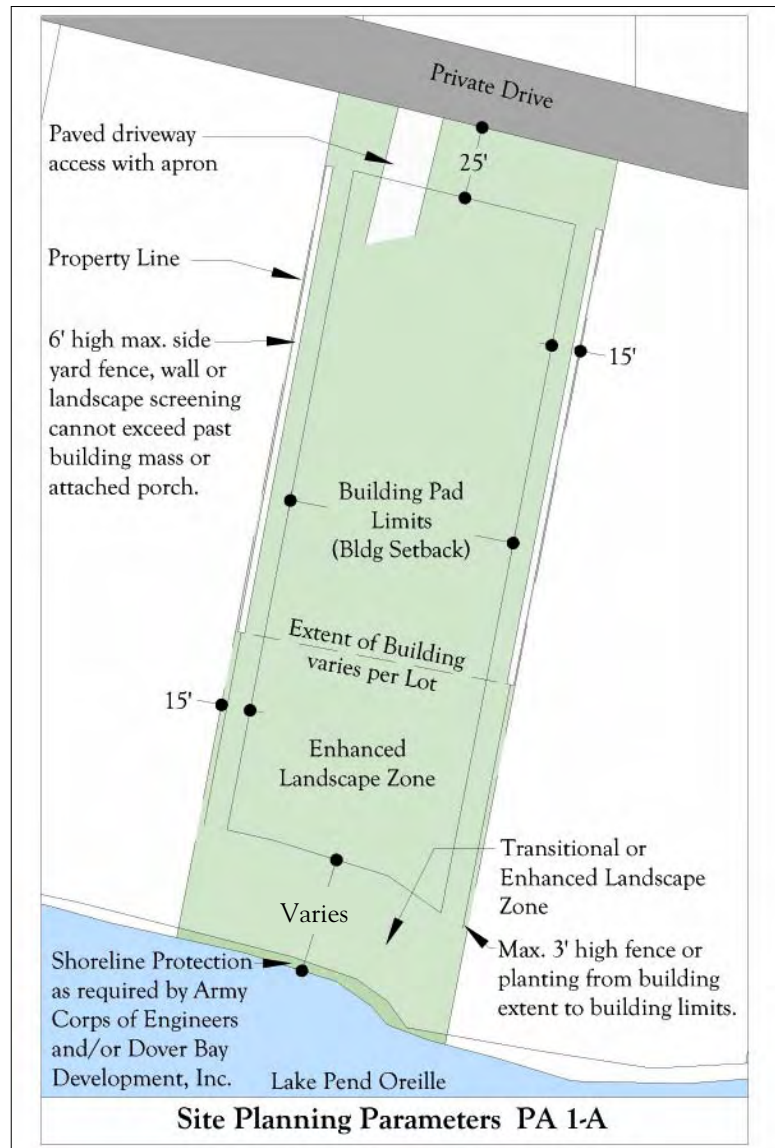 Private Drive
Paved driveway
access with apron
25'
Property Line
6' high max. side
yard fence, wall or
landscape screening
cannot exceed past
building mass or
attached porch.
15'
Building Pad
Limits
(Bldg Setback)
Extent of Building
varies per Lot
15'
Enhanced
Landscape Zone
Transitional or
Enhanced Landscape
Zone
Varies
Max. 3' high fence or
planting from building
extent to building limits.
Shoreline Protection
as required by Army
Corps of Engineers
and/or Dover Bay
Development, Inc.
Lake Pend Oreille
Site Planning Parameters PA 1-A